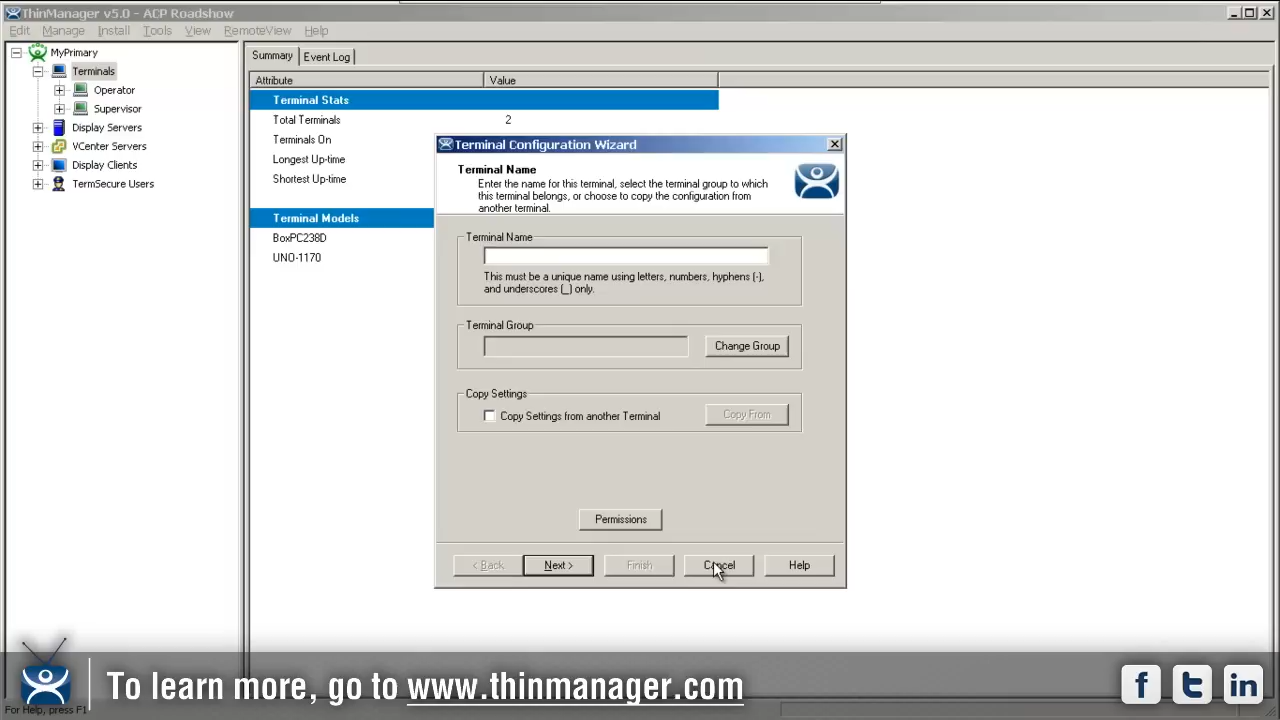 ThinManager v5.0 - ACP Roadshow
Edit Manage Install Tools View RemoteView Help
MyPrimary
Terminals
Operator
Supervisor
Display Servers
VCenter Servers
Display Clients
TermSecure Users
Summary Event Log
Attribute Value
Terminal Stats
Total Terminals 2
Terminals On
Longest Up-time
Shortest Up-time
Terminal Models
BoxPC238D
UNO-1170
Terminal Configuration Wizard
Terminal Name
Enter the name for this terminal, select the terminal group to which
this terminal belongs, or choose to copy the configuration from
another terminal.
Terminal Name
This must be a unique name using letters, numbers, hyphens (-),
and underscores (_) only.
Terminal Group
Change Group
Copy Settings
Copy Settings from another Terminal Copy From
Permissions
< Back Next > Finish Cancel Help
To learn more, go to www.thinmanager.com
f t in
For Help, press F1